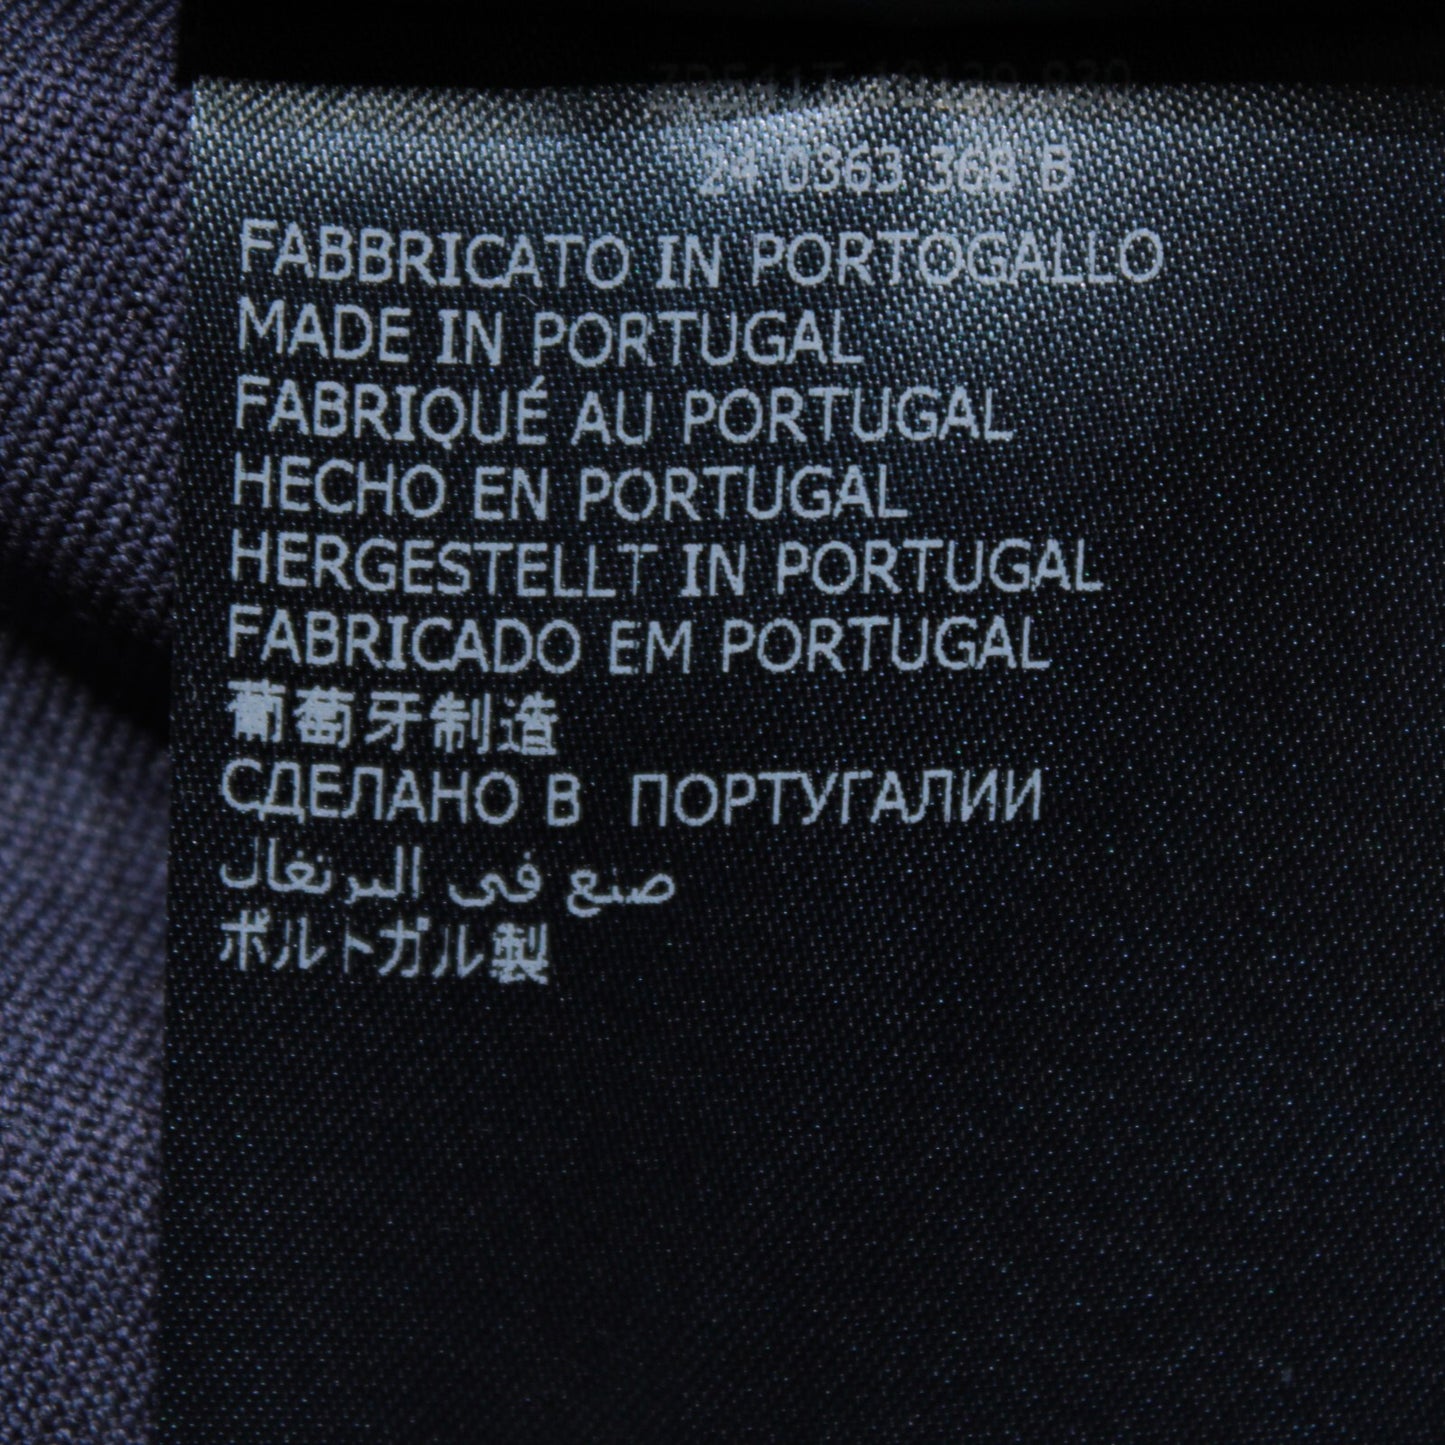 24 0363 368 B
FABBRICATO IN PORTOGALLO
MADE IN PORTUGAL
FABRIQUÉ AU PORTUGAL
HECHO EN PORTUGAL
HERGESTELLT IN PORTUGAL
FABRICADO EM PORTUGAL
葡萄牙制造
СДЕЛАНО В ПОРТУГАЛИИ
صنع في البرتغال
ポルトガル製